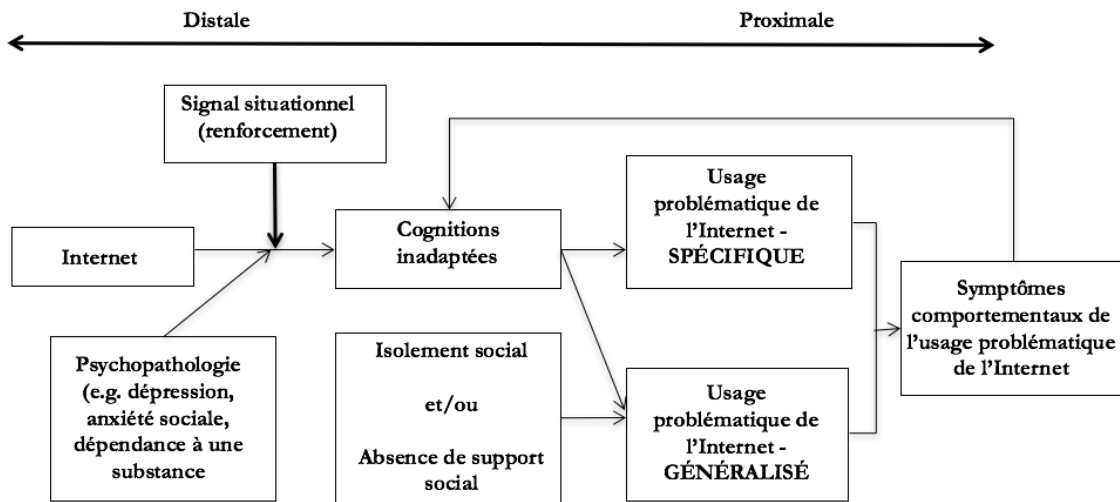 Distale
Proximale
Signal situationnel
(renforcement)
Internet
Psychopathologie
(e.g. dépression,
anxiété sociale,
dépendance à une
substance
Cognitions
inadaptées
Isolement social
et/ou
Absence de support
social
Usage
problématique de
l'Internet -
SPÉCIFIQUE
Usage
problématique de
l'Internet -
GÉNÉRALISÉ
Symptômes
comportementaux de
l'usage problématique
de l'Internet